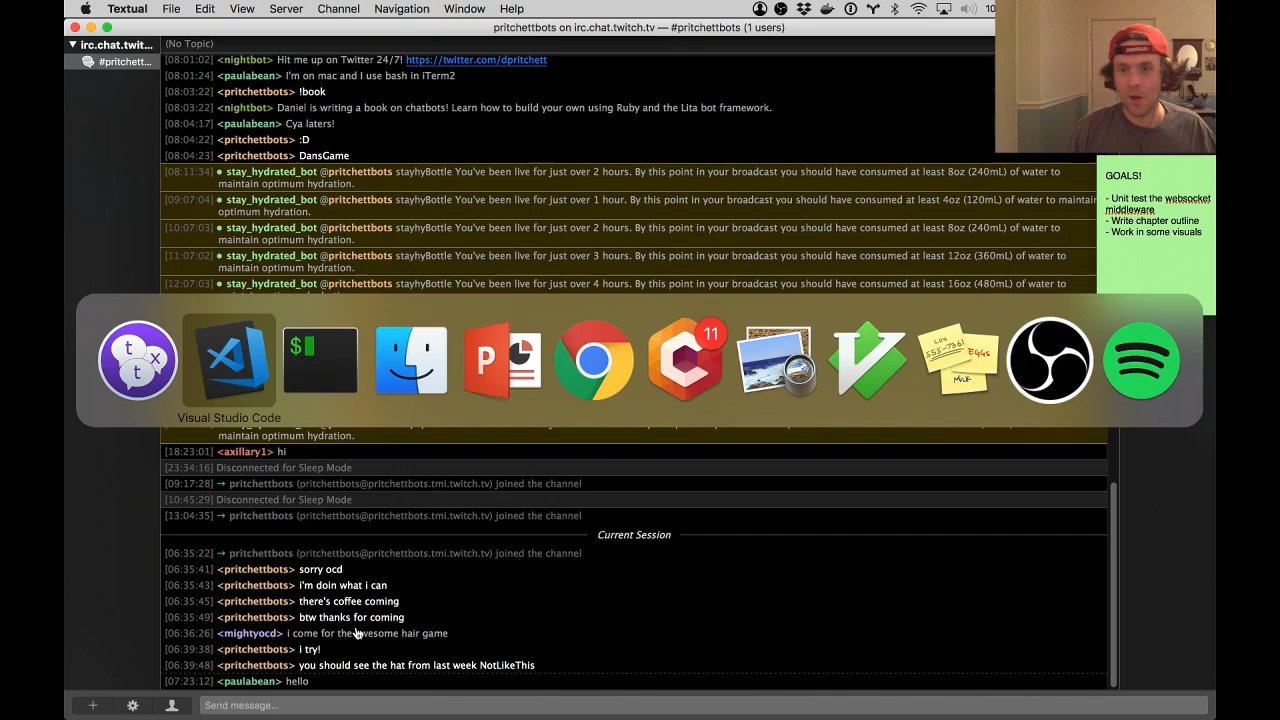 Textual File Edit View Server Channel Navigation Window Help 10
pritchettbots on irc.chat.twitch.tv — #pritchettbots (1 users)
irc.chat.twit... (No Topic)
#pritchett...
[08:01:02] <nightbot> Hit me up on Twitter 24/7! https://twitter.com/dpritchett
[08:01:24] <paulabean> I'm on mac and I use bash in iTerm2
[08:03:22] <pritchettbots> !book
[08:03:22] <nightbot> Daniel is writing a book on chatbots! Learn how to build your own using Ruby and the Lita bot framework.
[08:04:17] <paulabean> Cya laters!
[08:04:22] <pritchettbots> :D
[08:04:23] <pritchettbots> DansGame
[08:11:34] ● stay_hydrated_bot @pritchettbots stayhyBottle You've been live for just over 2 hours. By this point in your broadcast you should have consumed at least 8oz (240mL) of water to
maintain optimum hydration.
[09:07:04] ● stay_hydrated_bot @pritchettbots stayhyBottle You've been live for just over 1 hour. By this point in your broadcast you should have consumed at least 4oz (120mL) of water to maintain
optimum hydration.
[10:07:03] ● stay_hydrated_bot @pritchettbots stayhyBottle You've been live for just over 2 hours. By this point in your broadcast you should have consumed at least 8oz (240mL) of water to
maintain optimum hydration.
[11:07:02] ● stay_hydrated_bot @pritchettbots stayhyBottle You've been live for just over 3 hours. By this point in your broadcast you should have consumed at least 12oz (360mL) of water to
maintain optimum hydration.
[12:07:03] ● stay_hydrated_bot @pritchettbots stayhyBottle You've been live for just over 4 hours. By this point in your broadcast you should have consumed at least 16oz (480mL) of water to
GOALS!
- Unit test the websocket
middleware
- Write chapter outline
- Work in some visuals
t x t
$
P
C
11
Lou
555-7361
EGGS
MILK
Visual Studio Code
maintain optimum hydration.
[18:23:01] <axillary1> hi
[23:34:16] Disconnected for Sleep Mode
[09:17:28] → pritchettbots (pritchettbots@pritchettbots.tmi.twitch.tv) joined the channel
[10:45:29] Disconnected for Sleep Mode
[13:04:35] → pritchettbots (pritchettbots@pritchettbots.tmi.twitch.tv) joined the channel
Current Session
[06:35:22] → pritchettbots (pritchettbots@pritchettbots.tmi.twitch.tv) joined the channel
[06:35:41] <pritchettbots> sorry ocd
[06:35:43] <pritchettbots> i'm doin what i can
[06:35:45] <pritchettbots> there's coffee coming
[06:35:49] <pritchettbots> btw thanks for coming
[06:36:26] <mightyocd> i come for the awesome hair game
[06:39:38] <pritchettbots> i try!
[06:39:48] <pritchettbots> you should see the hat from last week NotLikeThis
[07:23:12] <paulabean> hello
Send message...